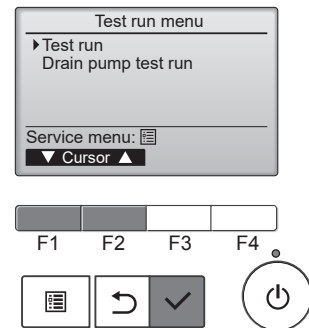 Test run menu
▶Test run
Drain pump test run
Service menu:
▼ Cursor ▲
F1 F2 F3 F4